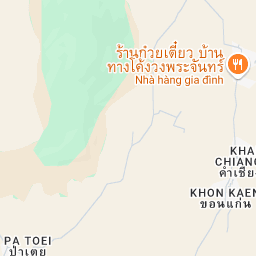 ร้านก๋วยเตี๋ยว บ้าน
ทางโค้งวงพระจันทร์
Nhà hàng gia đình
KHA
CHIANG
คำเชีย
KHON KAEN
ขอนแก่น
PA TOEI
ป่าเตย